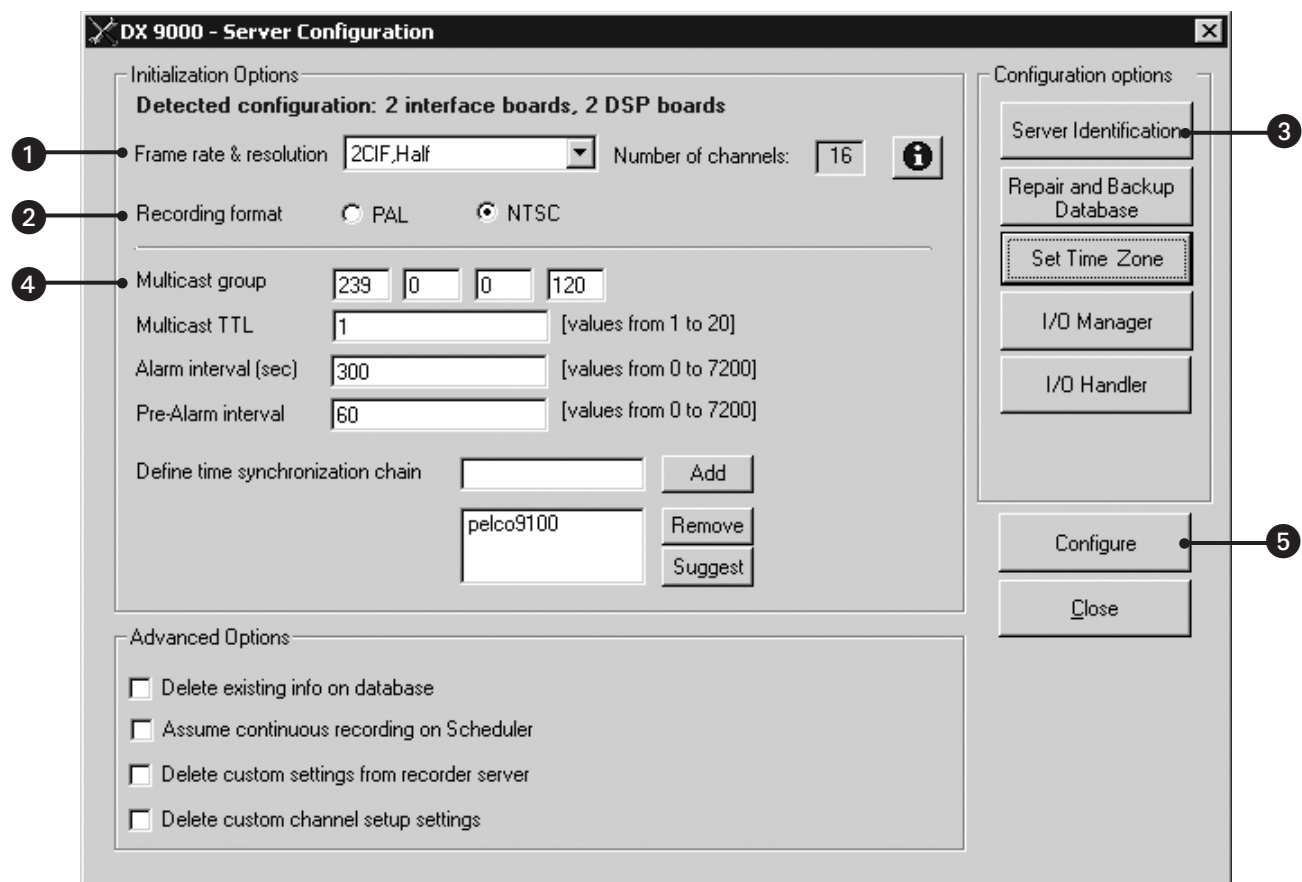 DX 9000 - Server Configuration
Initialization Options
Detected configuration: 2 interface boards, 2 DSP boards
1 Frame rate & resolution 2CIF,Half Number of channels: 16
2 Recording format PAL NTSC
4 Multicast group 239 0 0 120
Multicast TTL 1 [values from 1 to 20]
Alarm interval (sec) 300 [values from 0 to 7200]
Pre-Alarm interval 60 [values from 0 to 7200]
Define time synchronization chain Add
pelco9100 Remove
Suggest
Advanced Options
Delete existing info on database
Assume continuous recording on Scheduler
Delete custom settings from recorder server
Delete custom channel setup settings
Configuration options
Server Identification 3
Repair and Backup
Database
Set Time Zone
I/O Manager
I/O Handler
Configure 5
Close